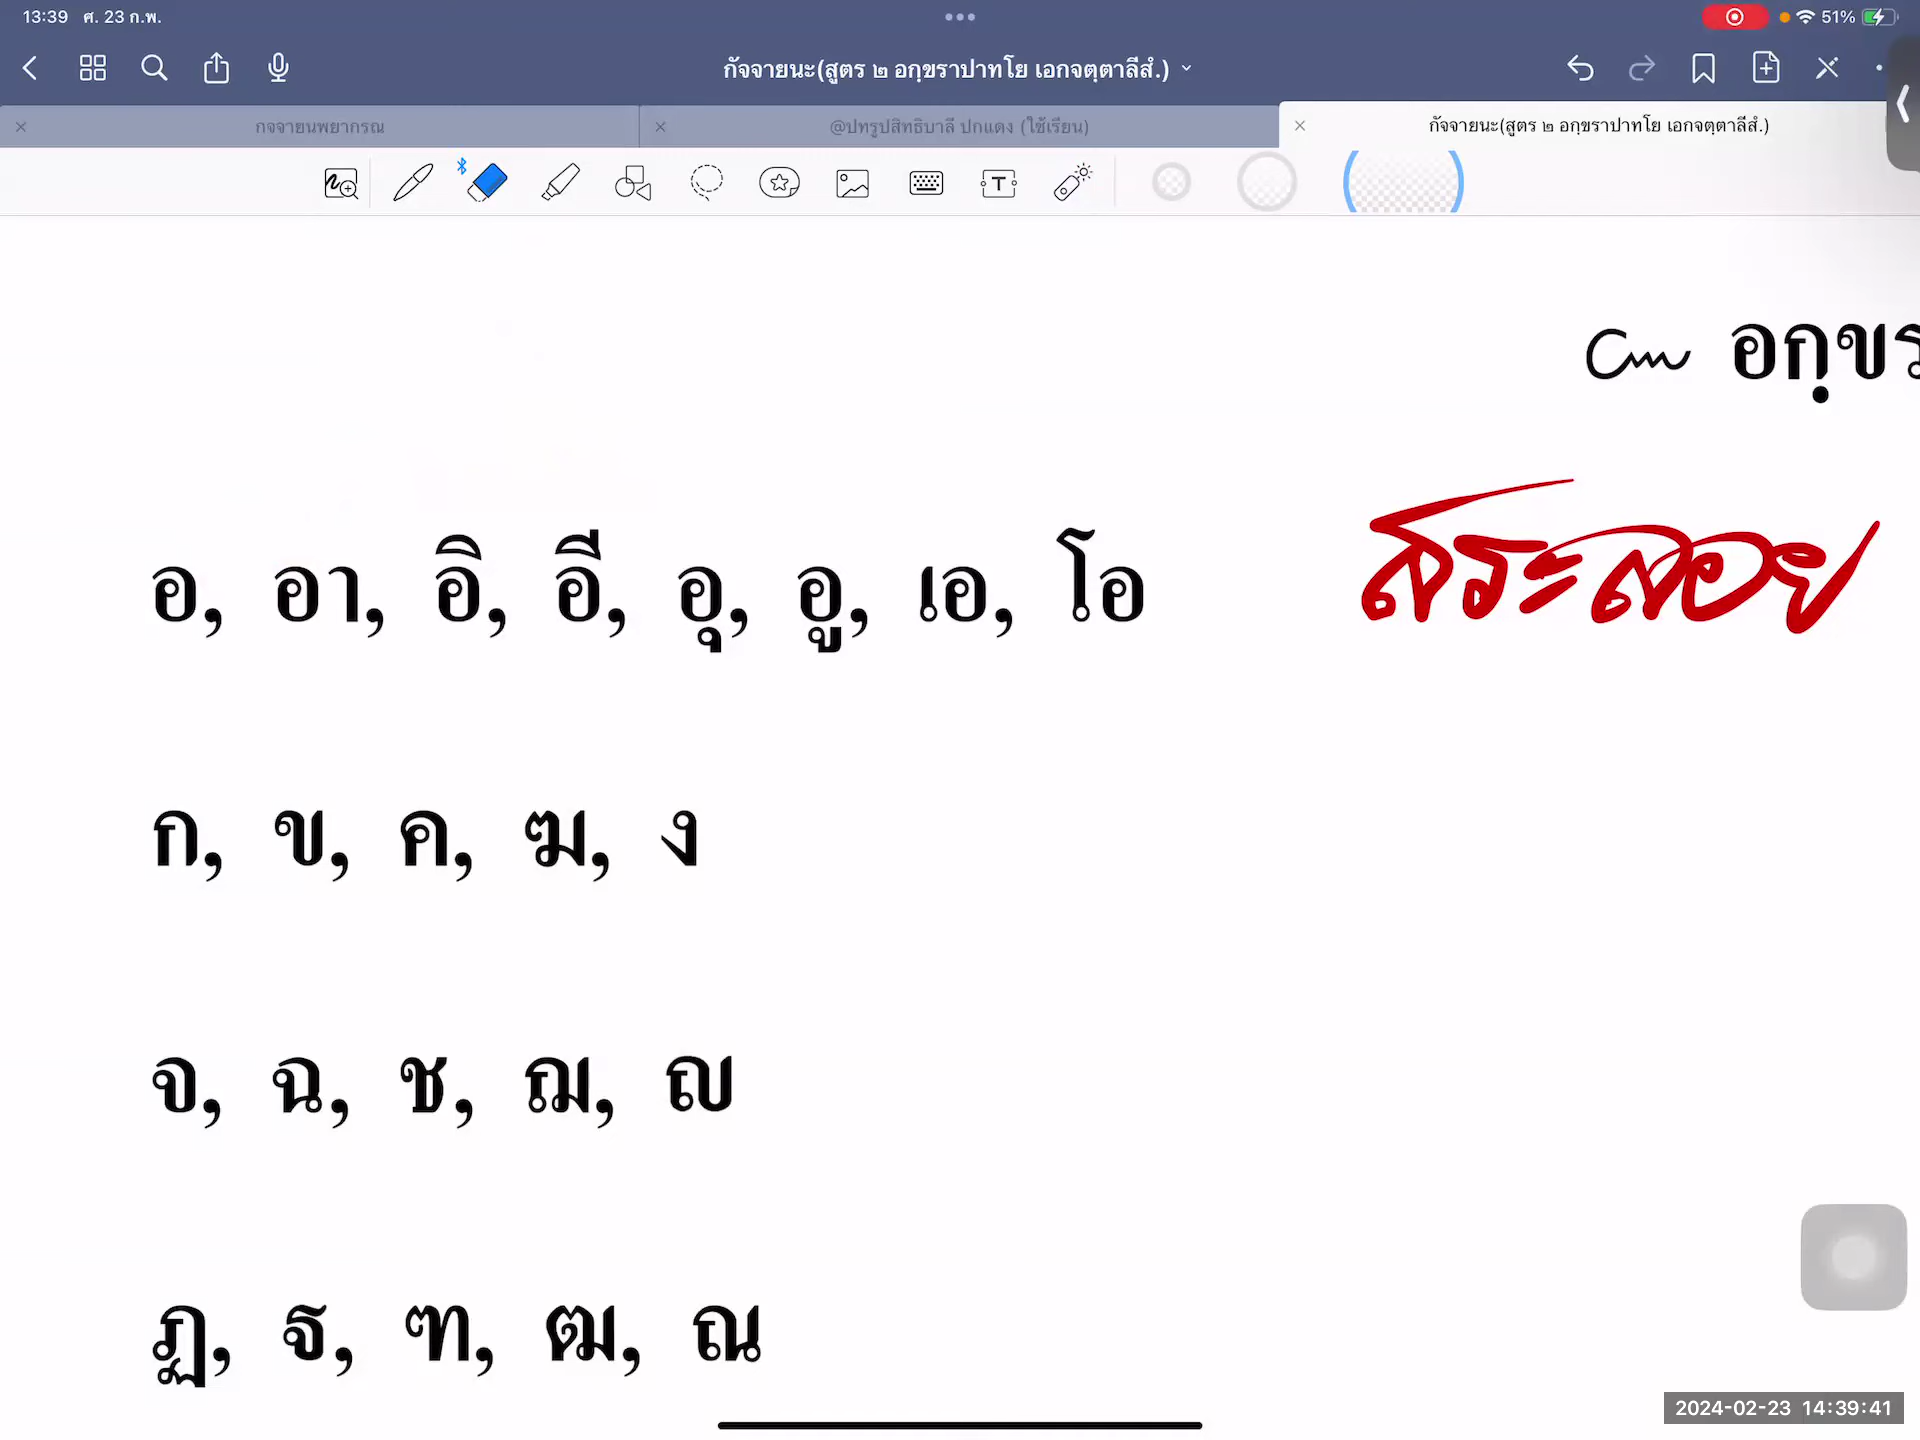 13:39 ศ. 23 ก.พ.
51%
กัจจายนะ(สูตร ๒ อกฺขราปาทโย เอกจตฺตาลีสํ.)
กจจายนพยากรณ
@ปทรูปสิทธิบาลี ปกแดง (ใช้เรียน)
กัจจายนะ(สูตร ๒ อกฺขราปาทโย เอกจตฺตาลีสํ.)
อกฺขร
สระลอย
อ, อา, อิ, อี, อุ, อู, เอ, โอ
ก, ข, ค, ฆ, ง
จ, ฉ, ช, ฌ, ญ
ฏ, ฐ, ฑ, ฒ, ณ
2024-02-23 14:39:41